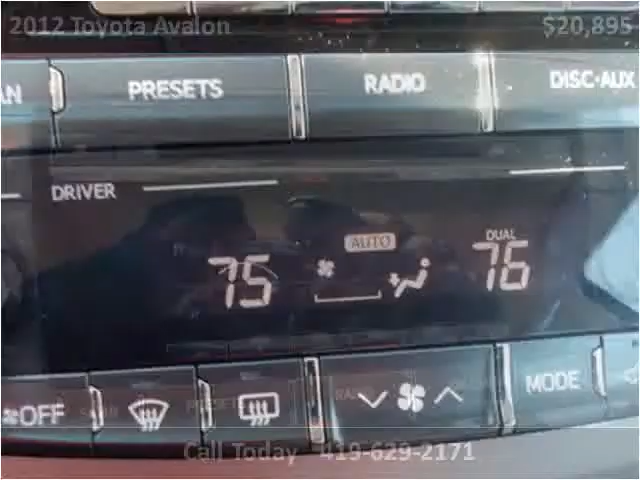 2012 Toyota Avalon $20,895
PRESETS RADIO DISC·AUX
DRIVER
AUTO DUAL
75 76
OFF MODE
Call Today 419-629-2171